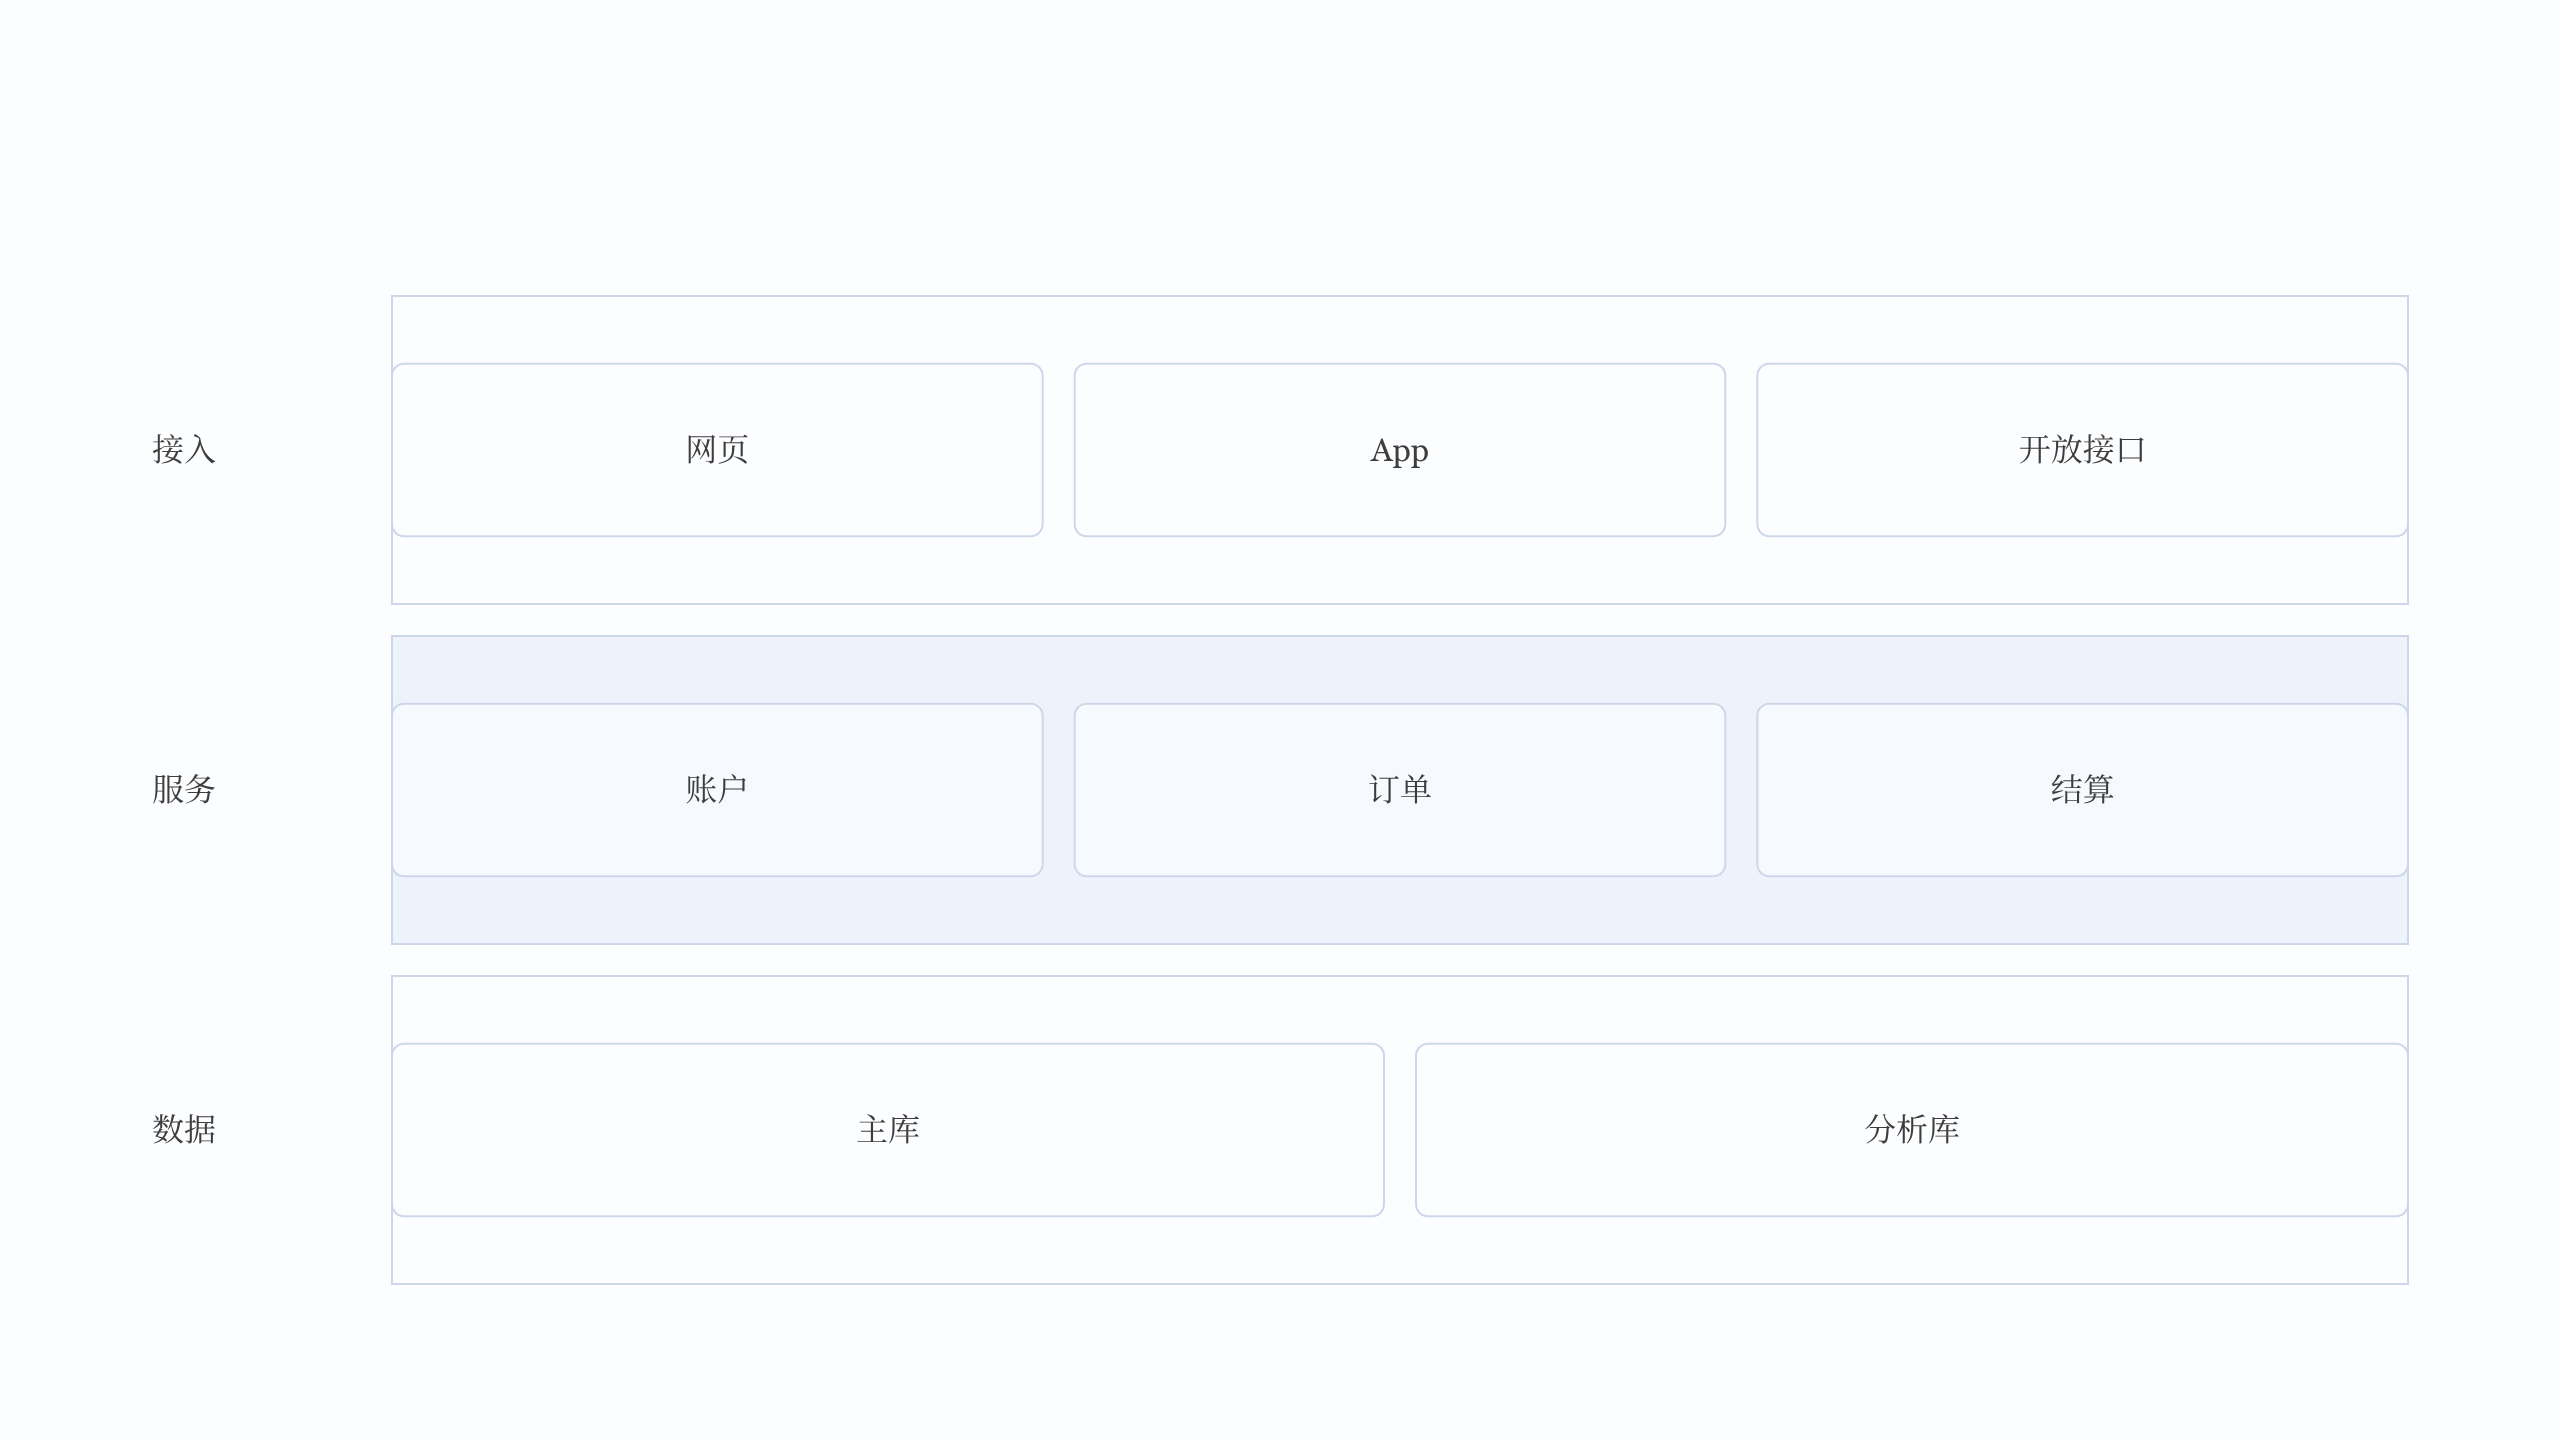 接入
网页
App
开放接口
服务
账户
订单
结算
数据
主库
分析库